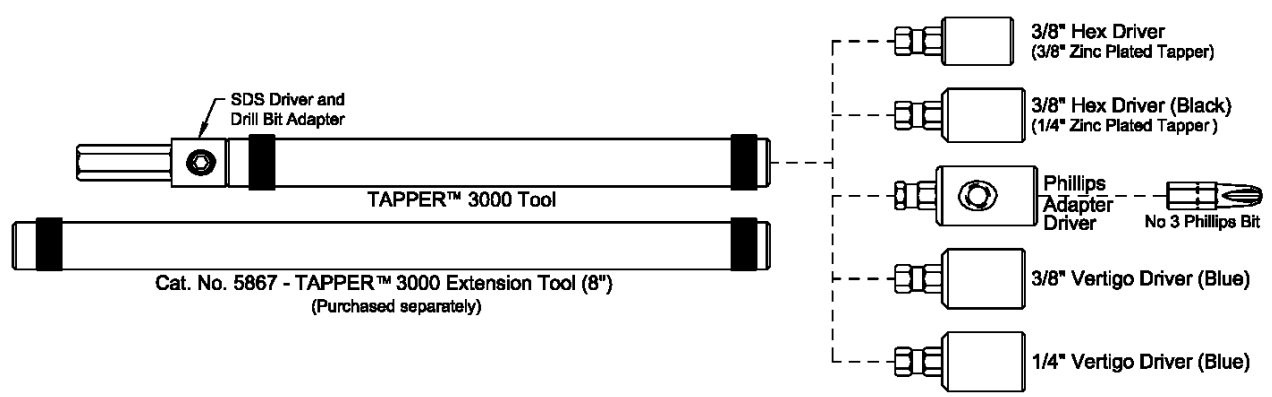 SDS Driver and
Drill Bit Adapter
TAPPER™ 3000 Tool
Cat. No. 5867 - TAPPER™ 3000 Extension Tool (8")
(Purchased separately)
3/8" Hex Driver
(3/8" Zinc Plated Tapper)
3/8" Hex Driver (Black)
(1/4" Zinc Plated Tapper )
Phillips
Adapter
Driver
No 3 Phillips Bit
3/8" Vertigo Driver (Blue)
1/4" Vertigo Driver (Blue)